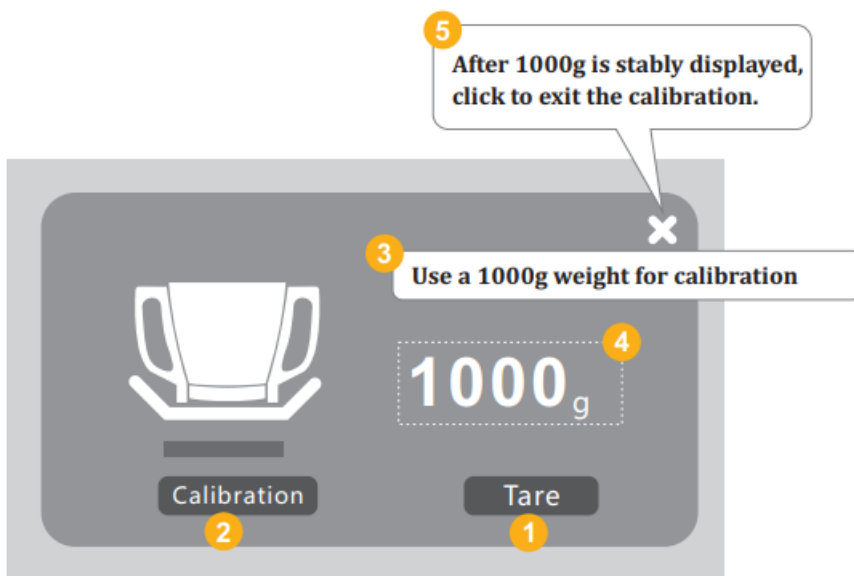 5
After 1000g is stably displayed,
click to exit the calibration.
3
Use a 1000g weight for calibration
4
1000g
Calibration
Tare
2
1